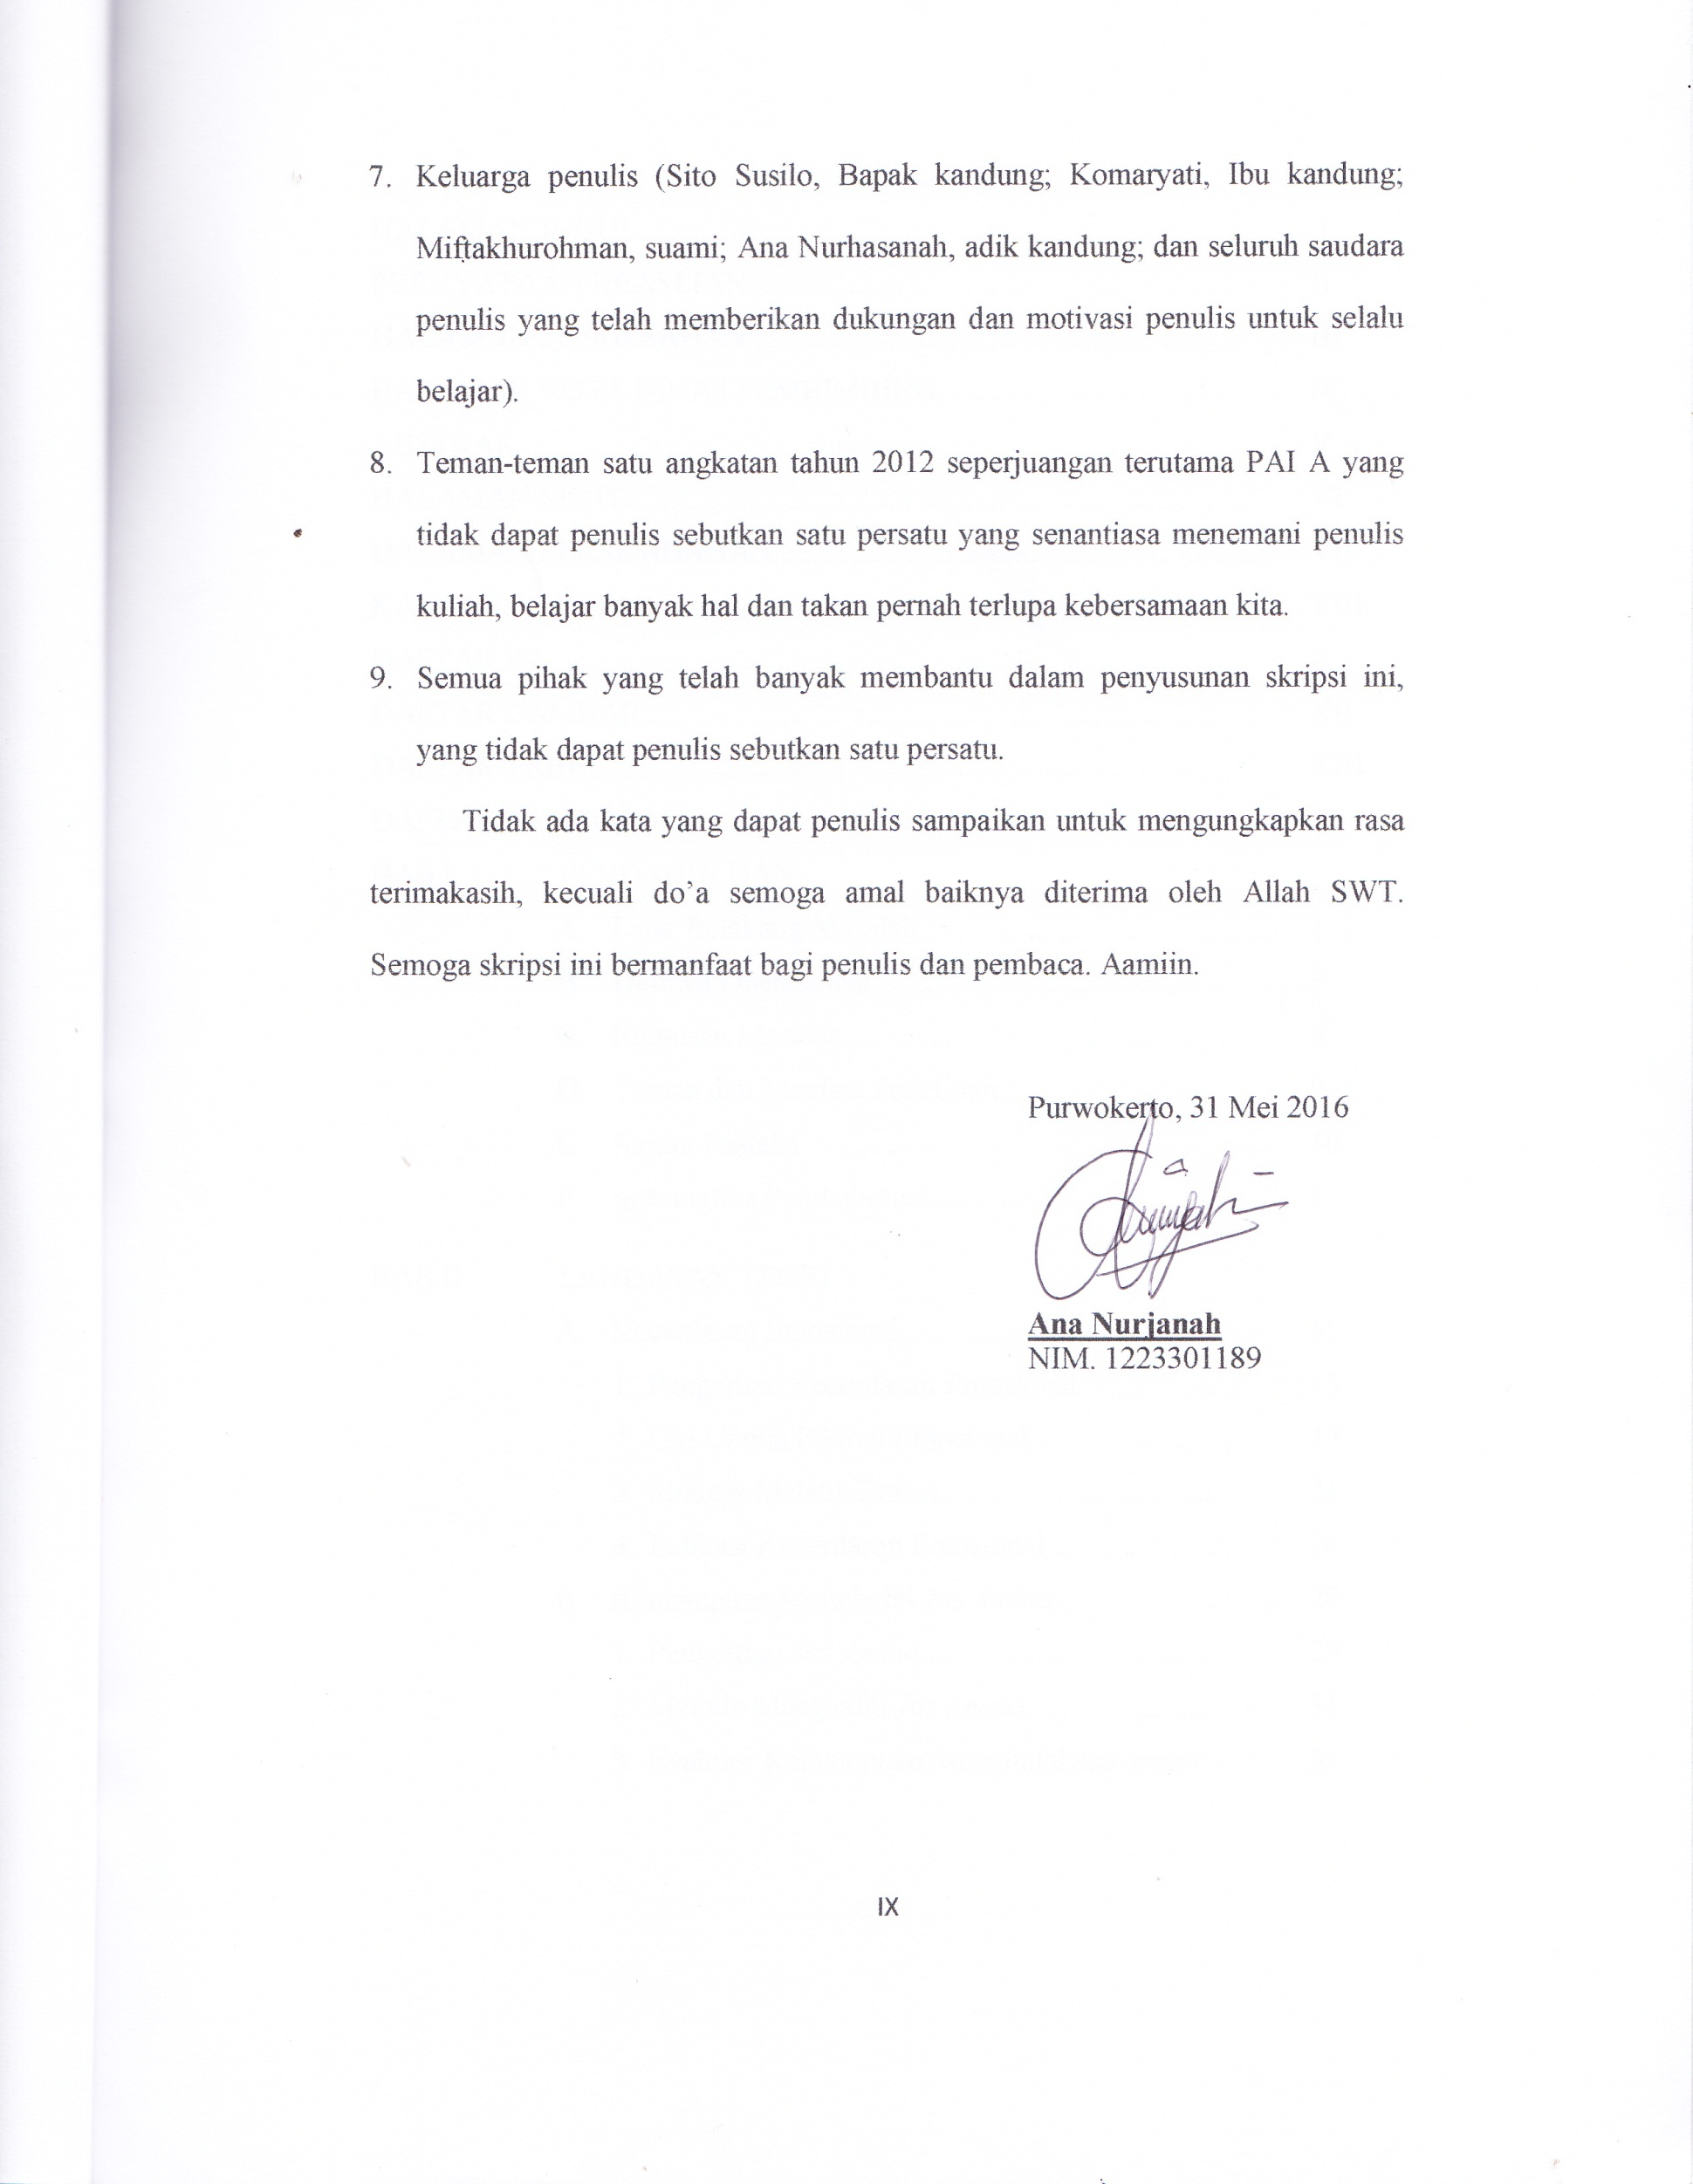 7. Keluarga penulis (Sito Susilo, Bapak kandung; Komaryati, Ibu kandung;
Miftakhurohman, suami; Ana Nurhasanah, adik kandung; dan seluruh saudara
penulis yang telah memberikan dukungan dan motivasi penulis untuk selalu
belajar).
8. Teman-teman satu angkatan tahun 2012 seperjuangan terutama PAI A yang
tidak dapat penulis sebutkan satu persatu yang senantiasa menemani penulis
kuliah, belajar banyak hal dan takan pernah terlupa kebersamaan kita.
9. Semua pihak yang telah banyak membantu dalam penyusunan skripsi ini,
yang tidak dapat penulis sebutkan satu persatu.
Tidak ada kata yang dapat penulis sampaikan untuk mengungkapkan rasa
terimakasih, kecuali do’a semoga amal baiknya diterima oleh Allah SWT.
Semoga skripsi ini bermanfaat bagi penulis dan pembaca. Aamiin.
Purwokerto, 31 Mei 2016
Ana Nurjanah
NIM. 1223301189
IX